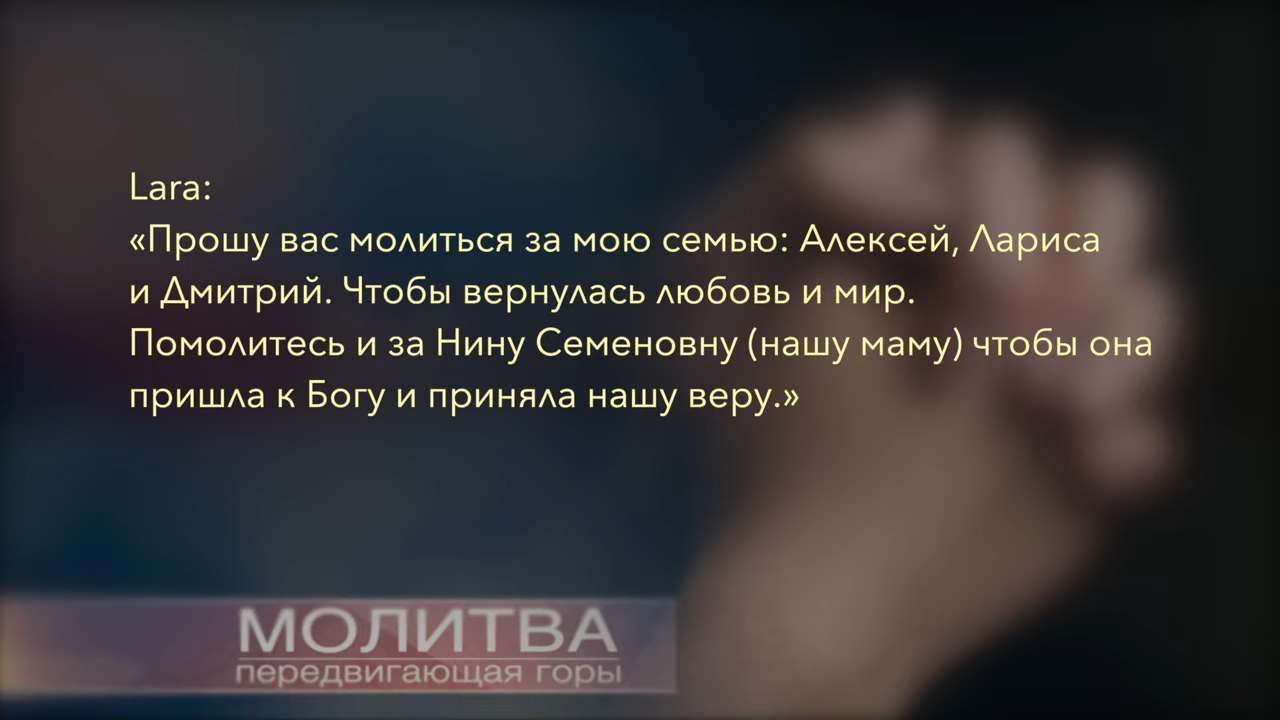 Lara:
«Прошу вас молиться за мою семью: Алексей, Лариса
и Дмитрий. Чтобы вернулась любовь и мир.
Помолитесь и за Нину Семеновну (нашу маму) чтобы она
пришла к Богу и приняла нашу веру.»
МОЛИТВА
передвигающая горы